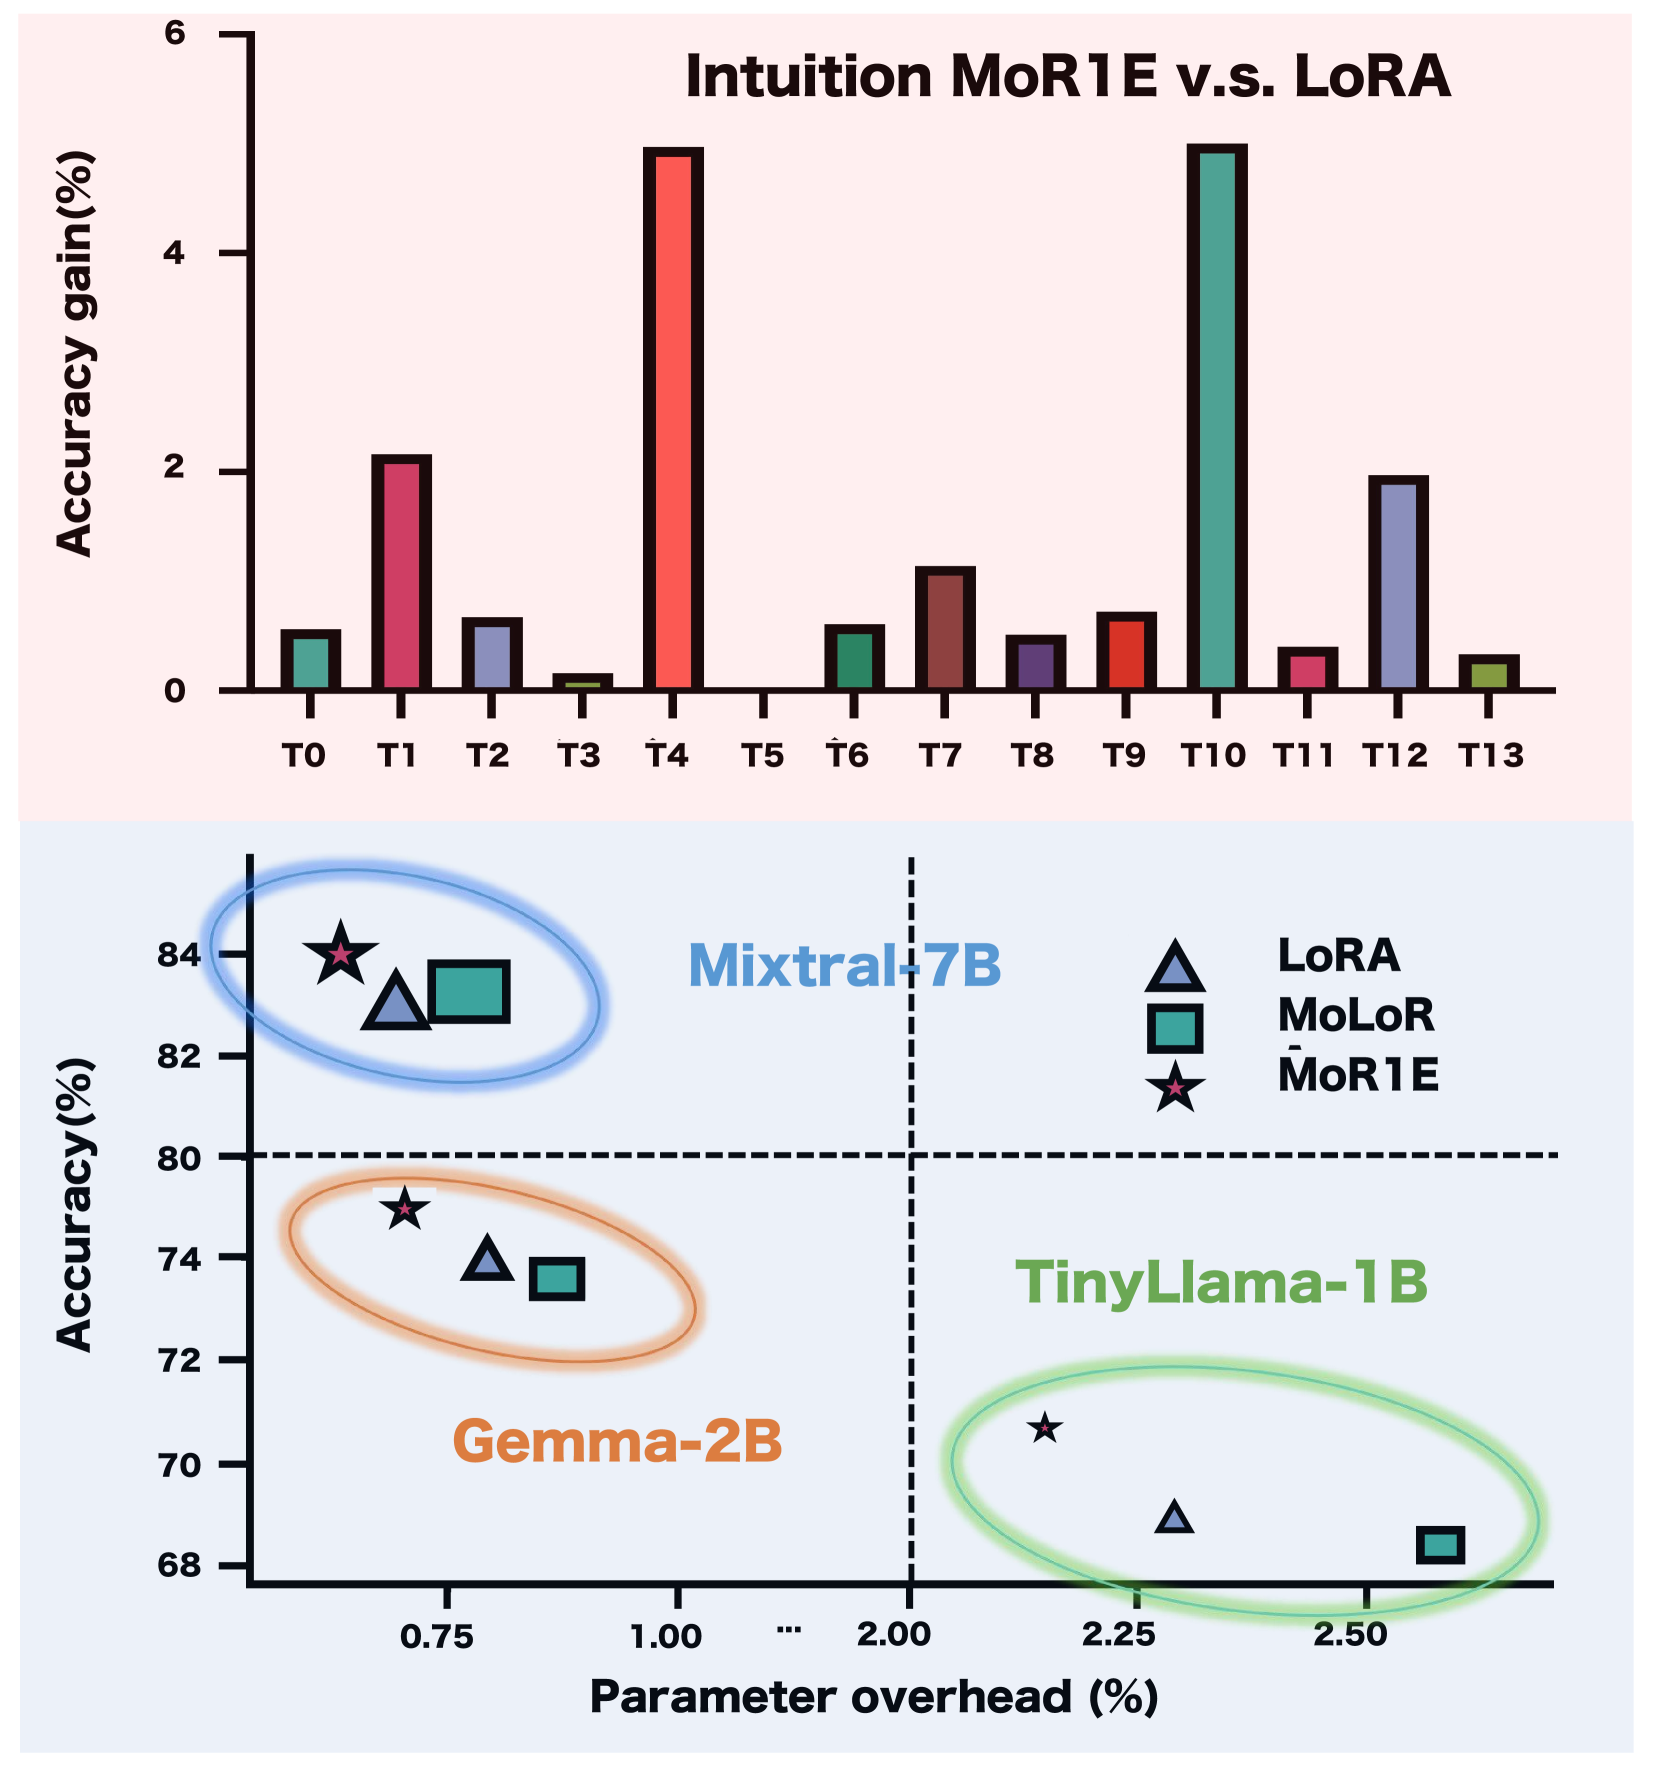 Intuition MoR1E v.s. LoRA
Accuracy gain(%)
6
4
2
0
T0 T1 T2 T3 T4 T5 T6 T7 T8 T9 T10 T11 T12 T13
Accuracy(%)
84
82
80
74
72
70
68
Mixtral-7B
LoRA
MoLoR
MoR1E
TinyLlama-1B
Gemma-2B
0.75 1.00 ... 2.00 2.25 2.50
Parameter overhead (%)